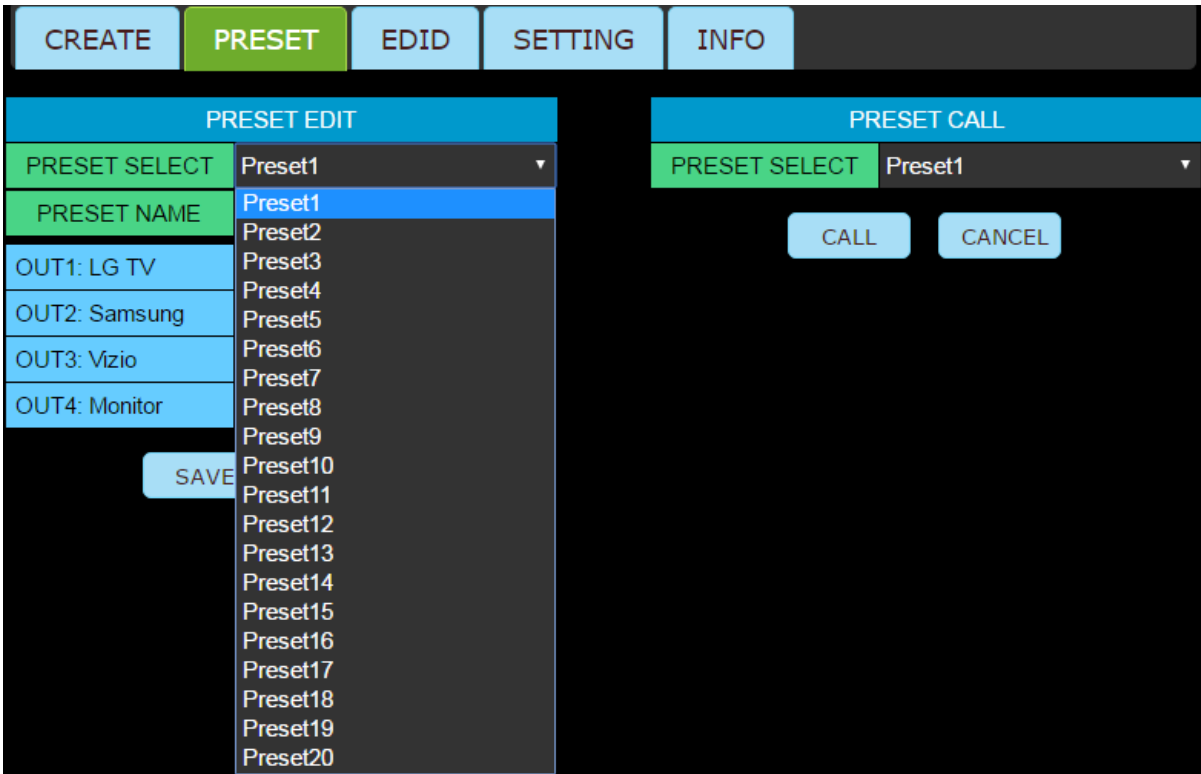 CREATE PRESET EDID SETTING INFO
PRESET EDIT
PRESET SELECT Preset1
PRESET NAME
OUT1: LG TV
OUT2: Samsung
OUT3: Vizio
OUT4: Monitor
SAVE
Preset1
Preset2
Preset3
Preset4
Preset5
Preset6
Preset7
Preset8
Preset9
Preset10
Preset11
Preset12
Preset13
Preset14
Preset15
Preset16
Preset17
Preset18
Preset19
Preset20
PRESET CALL
PRESET SELECT Preset1
CALL CANCEL